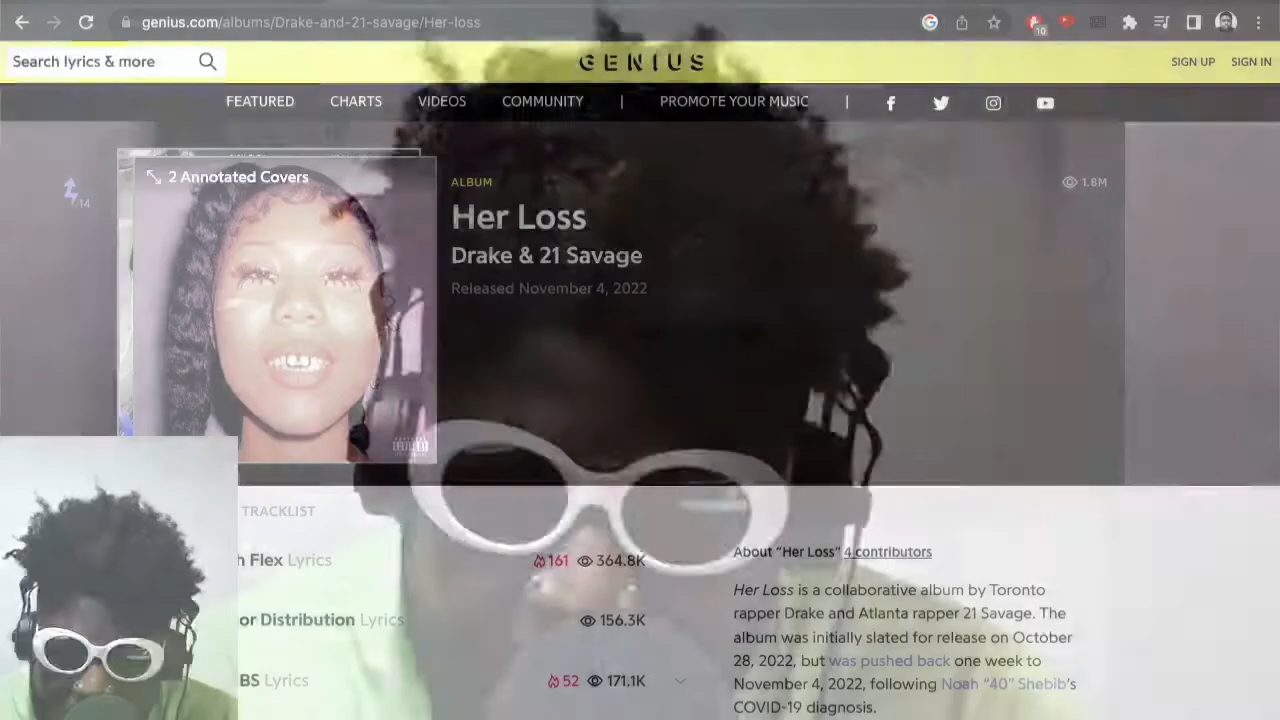 genius.com/albums/Drake-and-21-savage/Her-loss
10
Search lyrics & more
GENIUS
SIGN UP
SIGN IN
FEATURED
CHARTS
VIDEOS
COMMUNITY
|
PROMOTE YOUR MUSIC
|
14
2 Annotated Covers
ALBUM
1.8M
Her Loss
Drake & 21 Savage
Released November 4, 2022
TRACKLIST
h Flex Lyrics
161
364.8K
or Distribution Lyrics
156.3K
BS Lyrics
52
171.1K
About “Her Loss” 4 contributors
Her Loss is a collaborative album by Toronto
rapper Drake and Atlanta rapper 21 Savage. The
album was initially slated for release on October
28, 2022, but was pushed back one week to
November 4, 2022, following Noah “40” Shebib’s
COVID-19 diagnosis.